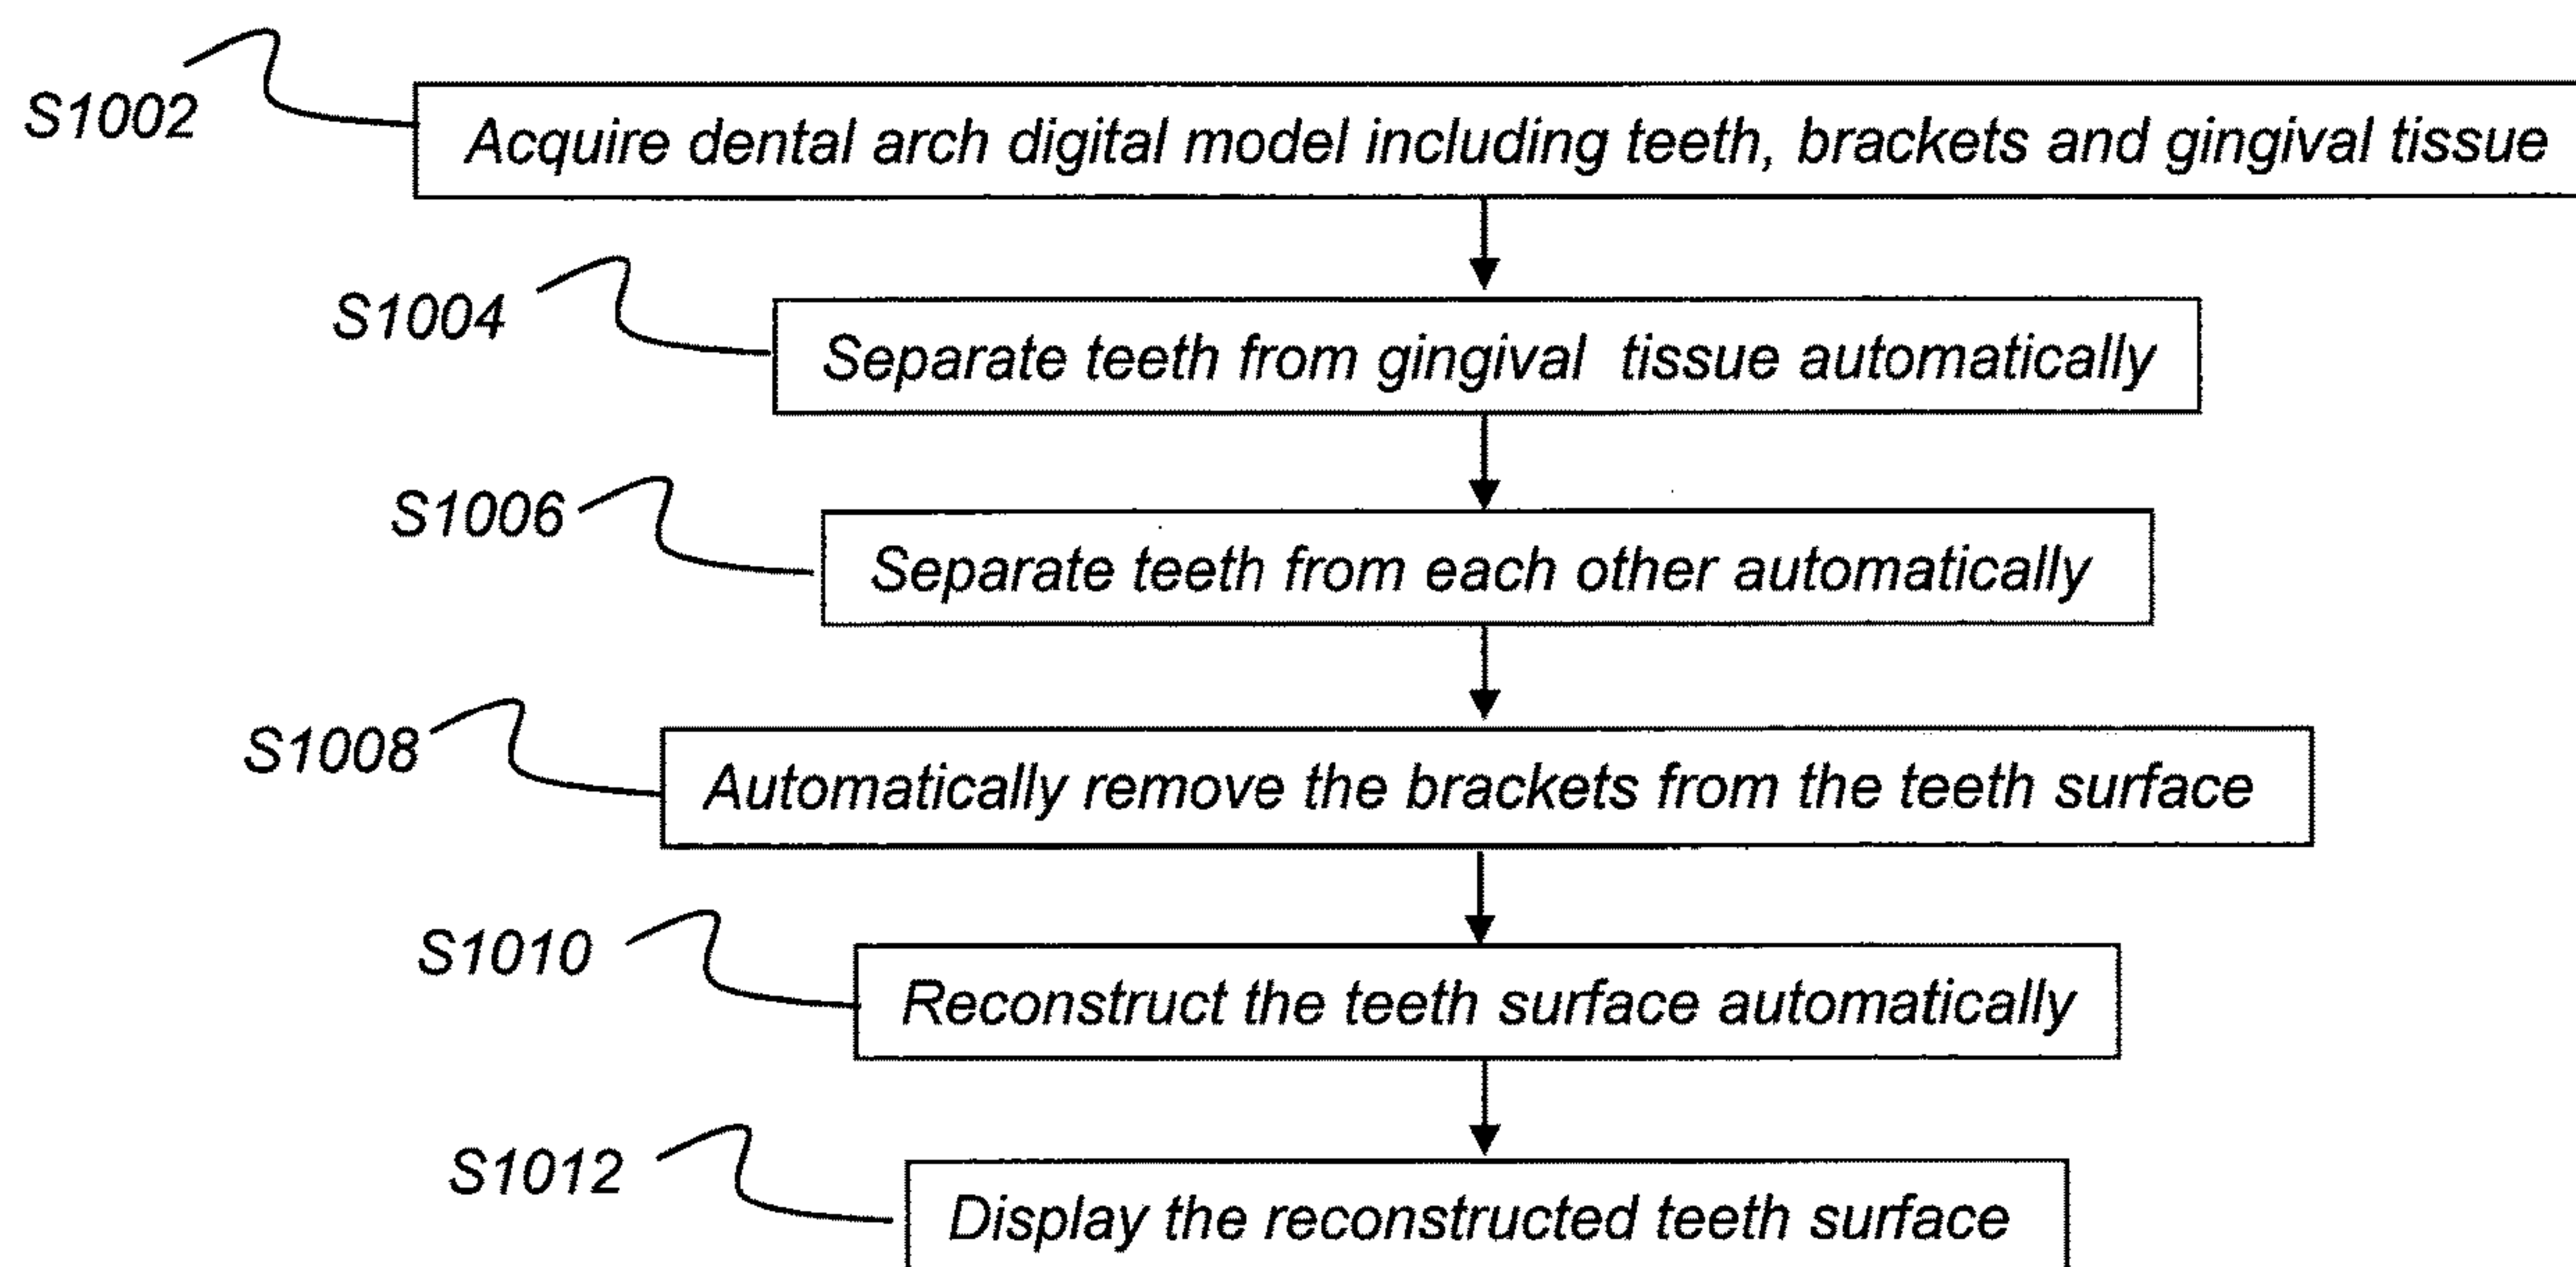 S1002
Acquire dental arch digital model including teeth, brackets and gingival tissue
S1004
Separate teeth from gingival tissue automatically
S1006
Separate teeth from each other automatically
S1008
Automatically remove the brackets from the teeth surface
S1010
Reconstruct the teeth surface automatically
S1012
Display the reconstructed teeth surface